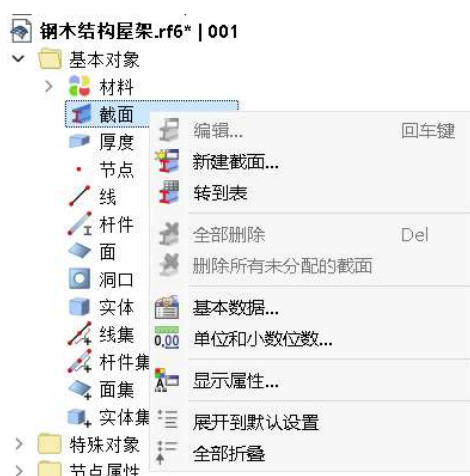 钢木结构屋架.rf6* | 001
基本对象
材料
截面
厚度
节点
线
杆件
面
洞口
实体
线集
杆件集
面集
实体集
特殊对象
节点属性
编辑... 回车键
新建截面...
转到表
全部删除 Del
删除所有未分配的截面
基本数据...
0,00 单位和小数位数...
显示属性...
展开到默认设置
全部折叠